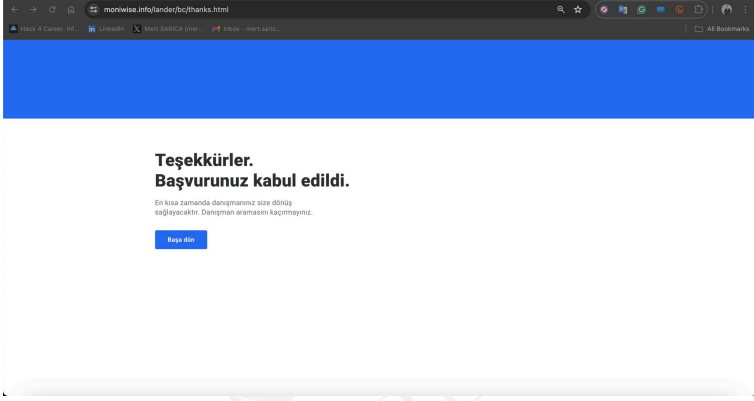 moniwise.info/lander/bc/thanks.html
Hack 4 Career: Inf... LinkedIn Mert SARICA (mer... Inbox - mert.saric... All Bookmarks
Teşekkürler.
Başvurunuz kabul edildi.
En kısa zamanda danışmanınız size dönüş
sağlayacaktır. Danışman aramasını kaçırmayınız.
Başa dön